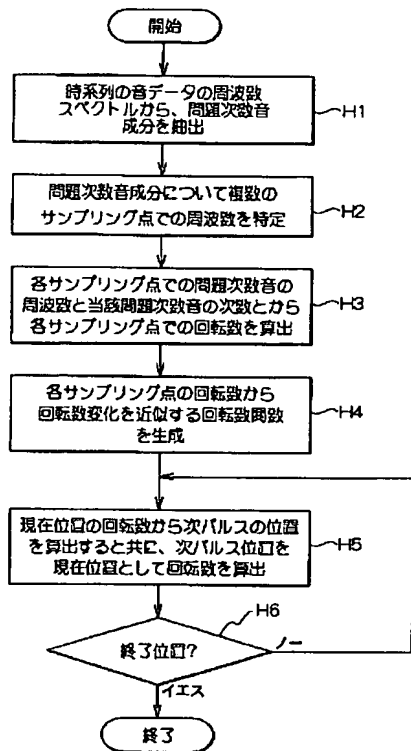 開始
時系列の音データの周波数
スペクトルから、問題次数音
成分を抽出
H1
問題次数音成分について複数の
サンプリング点での周波数を特定
H2
各サンプリング点での問題次数音の
周波数と当該問題次数音の次数とから
各サンプリング点での回転数を算出
H3
各サンプリング点の回転数から
回転数変化を近似する回転数関数
を生成
H4
現在位置の回転数から次パルスの位置
を算出すると共に、次パルス位置を
現在位置として回転数を算出
H5
H6
終了位置?
ノー
イエス
終了